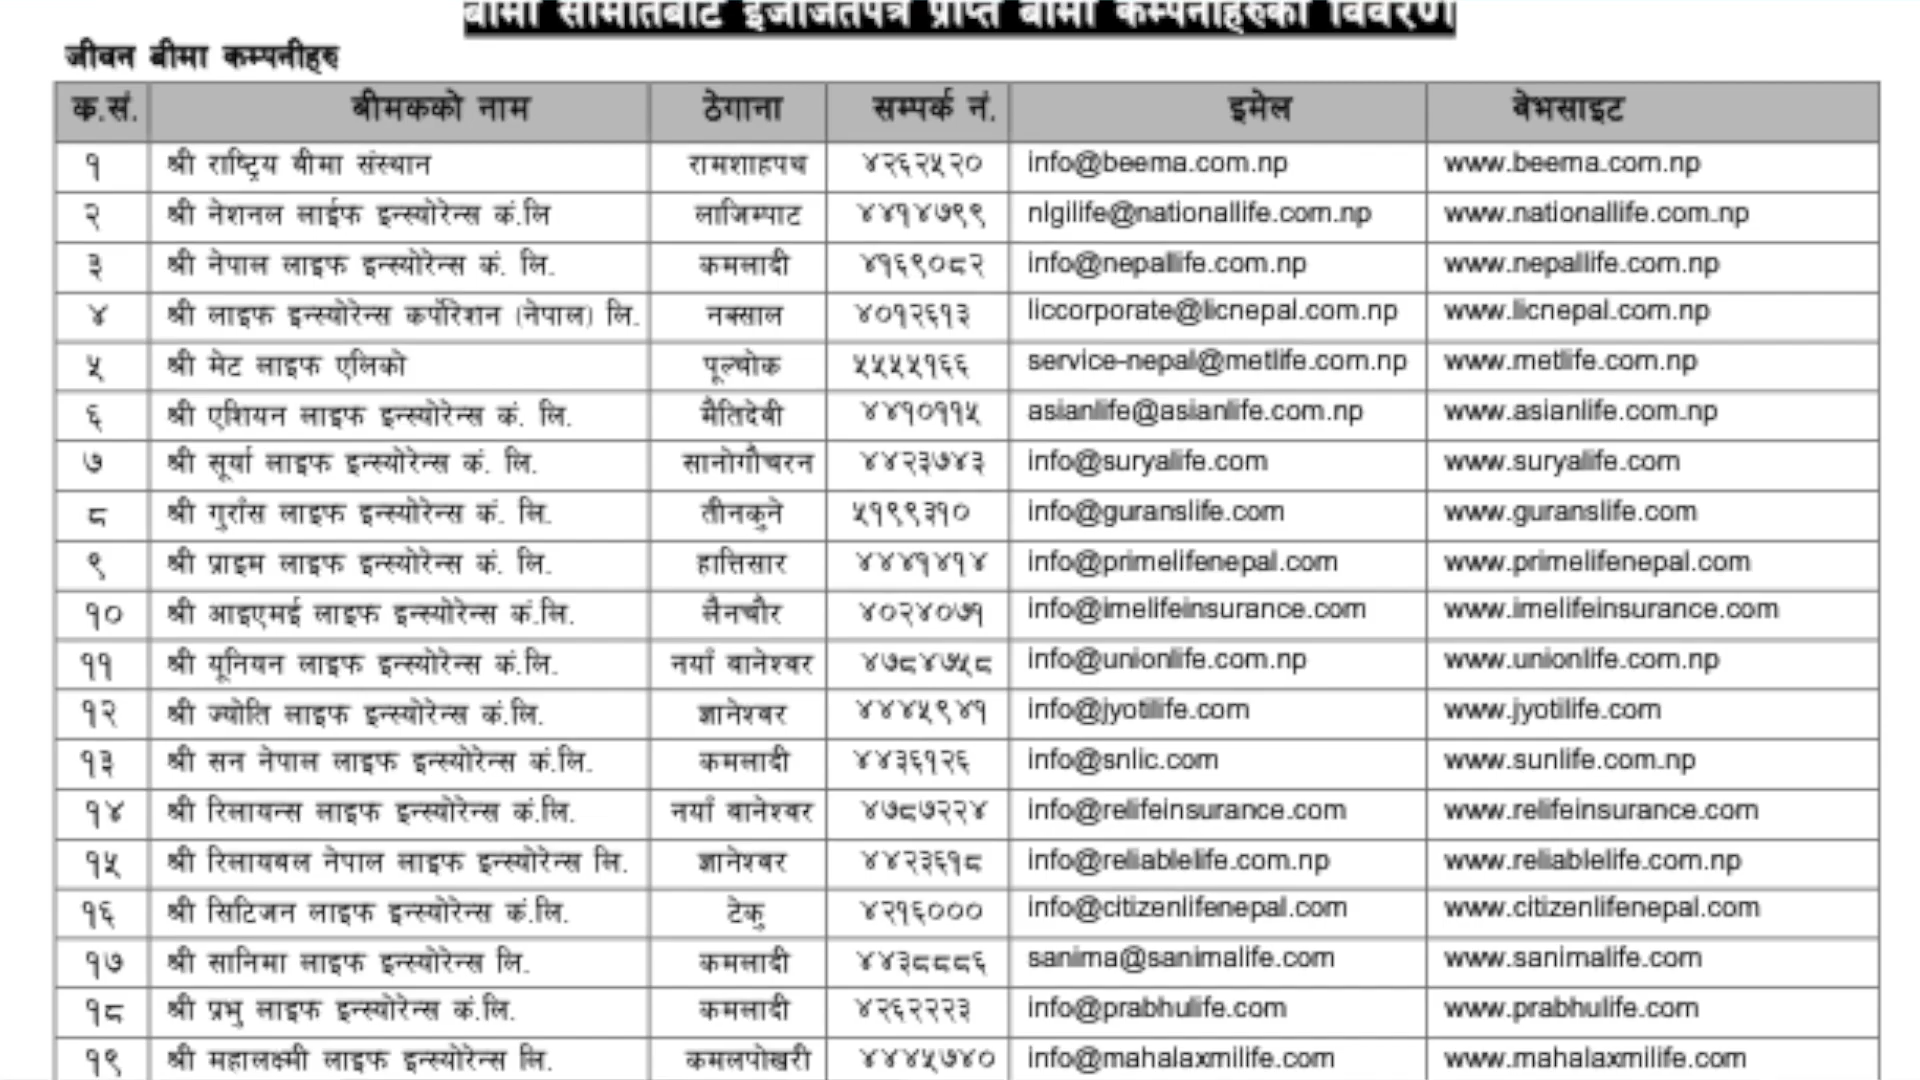 बीमा समितिबाट इजाजतपत्र प्राप्त बीमा कम्पनीहरुको विवरण
जीवन बीमा कम्पनीहरु
क.सं. बीमकको नाम ठेगाना सम्पर्क नं. इमेल वेभसाइट
१ श्री राष्ट्रिय बीमा संस्थान रामशाहपथ ४२६२५२० info@beema.com.np www.beema.com.np
२ श्री नेशनल लाईफ इन्स्योरेन्स कं.लि लाजिम्पाट ४४१४७९९ nlgilife@nationallife.com.np www.nationallife.com.np
३ श्री नेपाल लाइफ इन्स्योरेन्स कं. लि. कमलादी ४१६९०८२ info@nepallife.com.np www.nepallife.com.np
४ श्री लाइफ इन्स्योरेन्स कर्पोरेशन (नेपाल) लि. नक्साल ४०१२६१३ liccorporate@licnepal.com.np www.licnepal.com.np
५ श्री मेट लाइफ एलिको पूल्चोक ५५५५१६६ service-nepal@metlife.com.np www.metlife.com.np
६ श्री एशियन लाइफ इन्स्योरेन्स कं. लि. मैतिदेवी ४४१०११५ asianlife@asianlife.com.np www.asianlife.com.np
७ श्री सूर्या लाइफ इन्स्योरेन्स कं. लि. सानोगौचरन ४४२३७४३ info@suryalife.com www.suryalife.com
८ श्री गुराँस लाइफ इन्स्योरेन्स कं. लि. तीनकुने ५१९९३१० info@guranslife.com www.guranslife.com
९ श्री प्राइम लाइफ इन्स्योरेन्स कं. लि. हात्तिसार ४४४१४१४ info@primelifenepal.com www.primelifenepal.com
१० श्री आइएमई लाइफ इन्स्योरेन्स कं.लि. लैनचौर ४०२४०७१ info@imelifeinsurance.com www.imelifeinsurance.com
११ श्री यूनियन लाइफ इन्स्योरेन्स कं.लि. नयाँ बानेश्वर ४७८४७५८ info@unionlife.com.np www.unionlife.com.np
१२ श्री ज्योति लाइफ इन्स्योरेन्स कं.लि. ज्ञानेश्वर ४४४५९४१ info@jyotilife.com www.jyotilife.com
१३ श्री सन नेपाल लाइफ इन्स्योरेन्स कं.लि. कमलादी ४४३६१२६ info@snlic.com www.sunlife.com.np
१४ श्री रिलायन्स लाइफ इन्स्योरेन्स कं.लि. नयाँ बानेश्वर ४७८७२२४ info@relifeinsurance.com www.relifeinsurance.com
१५ श्री रिलायबल नेपाल लाइफ इन्स्योरेन्स लि. ज्ञानेश्वर ४४२३६१८ info@reliablelife.com.np www.reliablelife.com.np
१६ श्री सिटिजन लाइफ इन्स्योरेन्स कं.लि. टेकु ४२१६००० info@citizenlifenepal.com www.citizenlifenepal.com
१७ श्री सानिमा लाइफ इन्स्योरेन्स लि. कमलादी ४४३८८८६ sanima@sanimalife.com www.sanimalife.com
१८ श्री प्रभु लाइफ इन्स्योरेन्स कं.लि. कमलादी ४२६२२२३ info@prabhulife.com www.prabhulife.com
१९ श्री महालक्ष्मी लाइफ इन्स्योरेन्स लि. कमलपोखरी ४४४५७४० info@mahalaxmilife.com www.mahalaxmilife.com